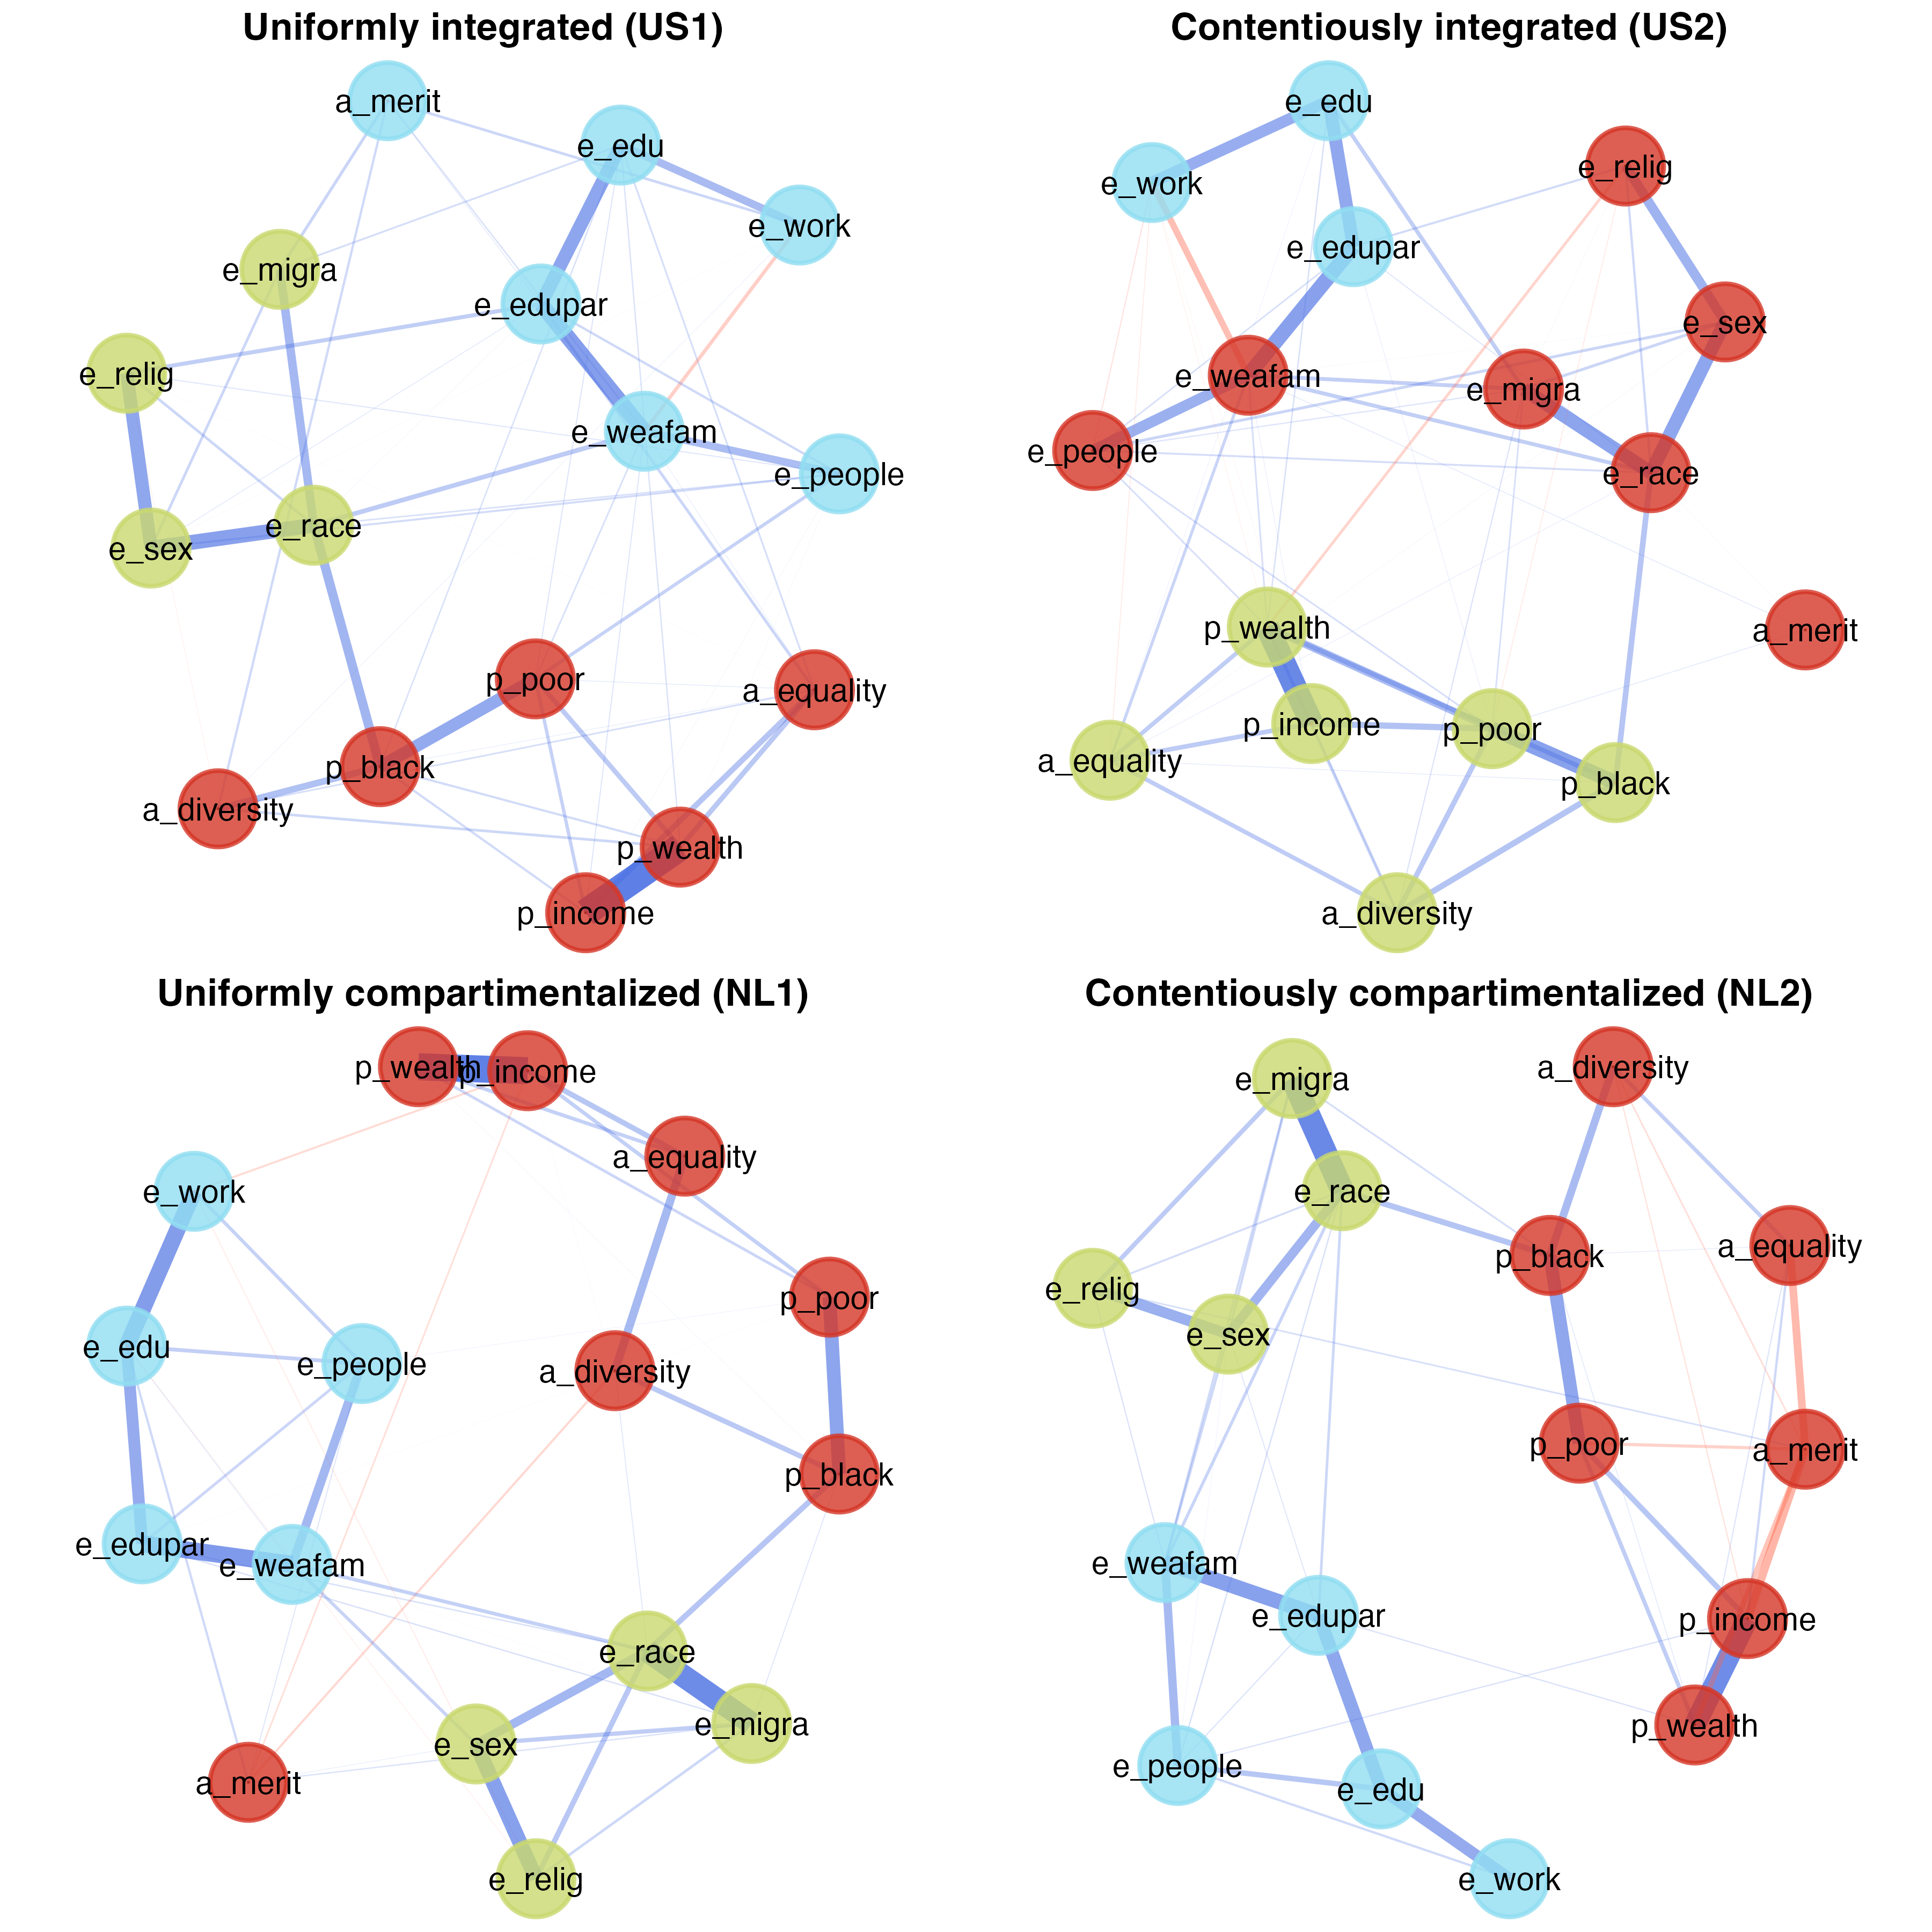 Uniformly integrated (US1)
a_merit
e_edu
e_work
e_migra
e_edupar
e_relig
e_weafam
e_people
e_race
e_sex
p_poor
a_equality
p_black
a_diversity
p_wealth
p_income
Contentiously integrated (US2)
e_edu
e_relig
e_work
e_edupar
e_sex
e_weafam
e_migra
e_people
e_race
p_wealth
a_merit
p_income
p_poor
a_equality
p_black
a_diversity
Uniformly compartimentalized (NL1)
p_wealth
p_income
a_equality
e_work
p_poor
e_edu
e_people
a_diversity
p_black
e_edupar
e_weafam
e_race
e_migra
e_sex
a_merit
e_relig
Contentiously compartimentalized (NL2)
a_diversity
e_migra
e_race
a_equality
p_black
e_relig
e_sex
p_poor
a_merit
e_weafam
e_edupar
p_income
p_wealth
e_people
e_edu
e_work